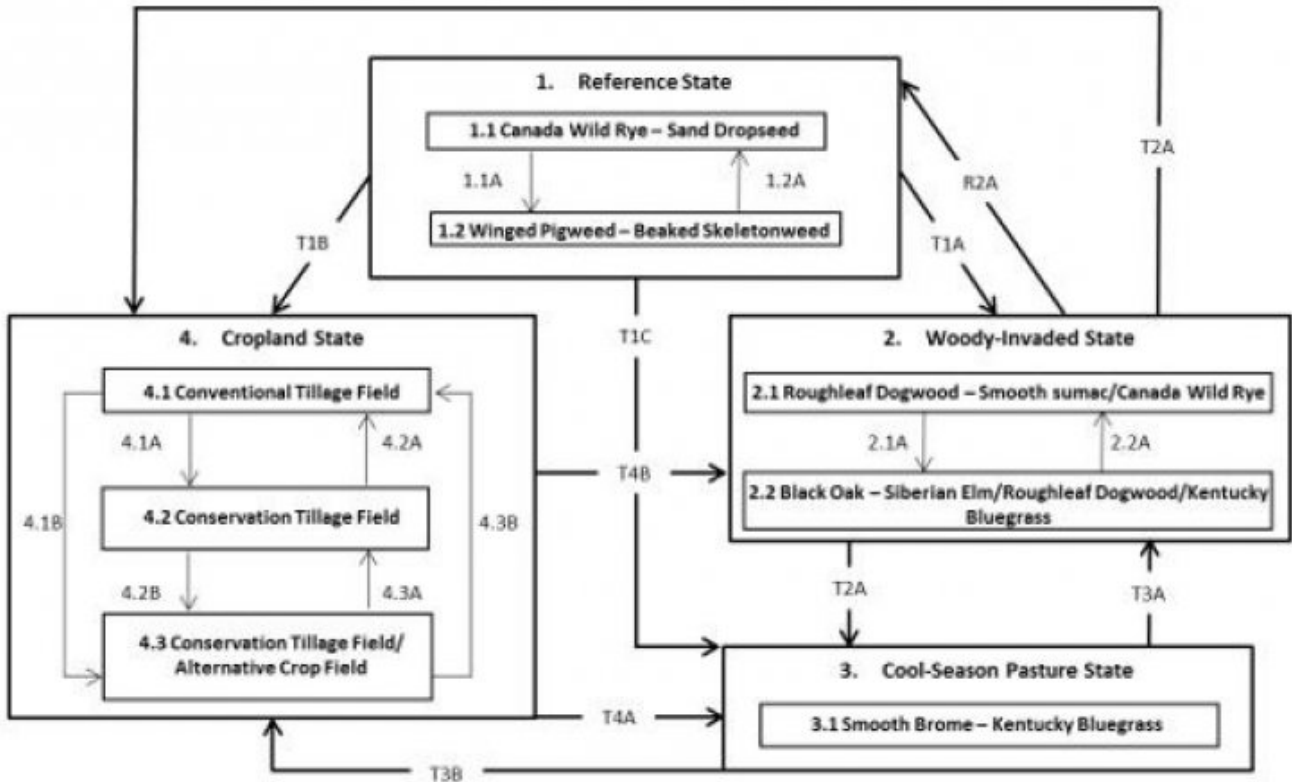 1. Reference State
1.1 Canada Wild Rye – Sand Dropseed
1.1A
1.2A
1.2 Winged Pigweed – Beaked Skeletonweed
T2A
R2A
T1B
T1A
T1C
4. Cropland State
4.1 Conventional Tillage Field
4.1A
4.2A
4.2 Conservation Tillage Field
4.1B
4.3B
4.2B
4.3A
4.3 Conservation Tillage Field/
Alternative Crop Field
T4B
2. Woody-Invaded State
2.1 Roughleaf Dogwood – Smooth sumac/Canada Wild Rye
2.1A
2.2A
2.2 Black Oak – Siberian Elm/Roughleaf Dogwood/Kentucky
Bluegrass
T2A
T3A
3. Cool-Season Pasture State
3.1 Smooth Brome – Kentucky Bluegrass
T4A
T3B